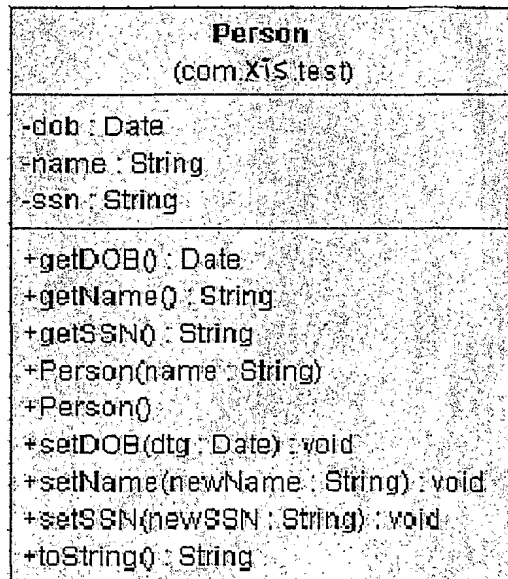 Person
(com.xīs.test)
-dob : Date
-name : String
-ssn : String
+getDOB() : Date
+getName() : String
+getSSN() : String
+Person(name : String)
+Person()
+setDOB(dtg : Date) : void
+setName(newName : String) : void
+setSSN(newSSN : String) : void
+toString() : String